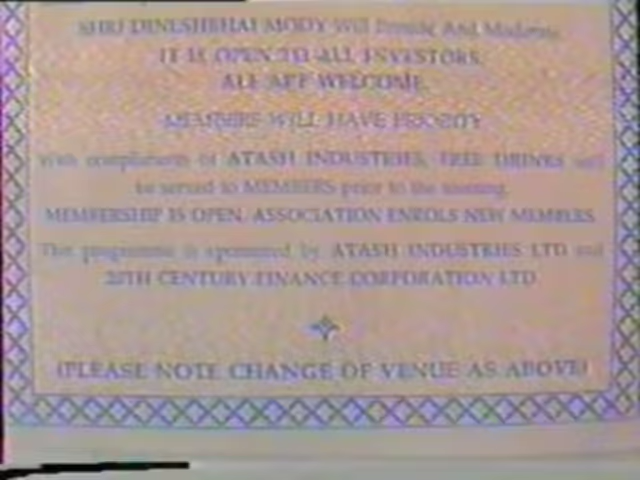 SHRI DINESHBHAI MODY Will Preside And Moderate.
IT IS OPEN TO ALL INVESTORS.
ALL ARE WELCOME.
MEMBERS WILL HAVE PRIORITY
With compliments of ATASH INDUSTRIES, FREE DRINKS will
be served to MEMBERS prior to the meeting.
MEMBERSHIP IS OPEN. ASSOCIATION ENROLS NEW MEMBERS.
This programme is sponsored by ATASH INDUSTRIES LTD and
20TH CENTURY FINANCE CORPORATION LTD
(PLEASE NOTE CHANGE OF VENUE AS ABOVE)